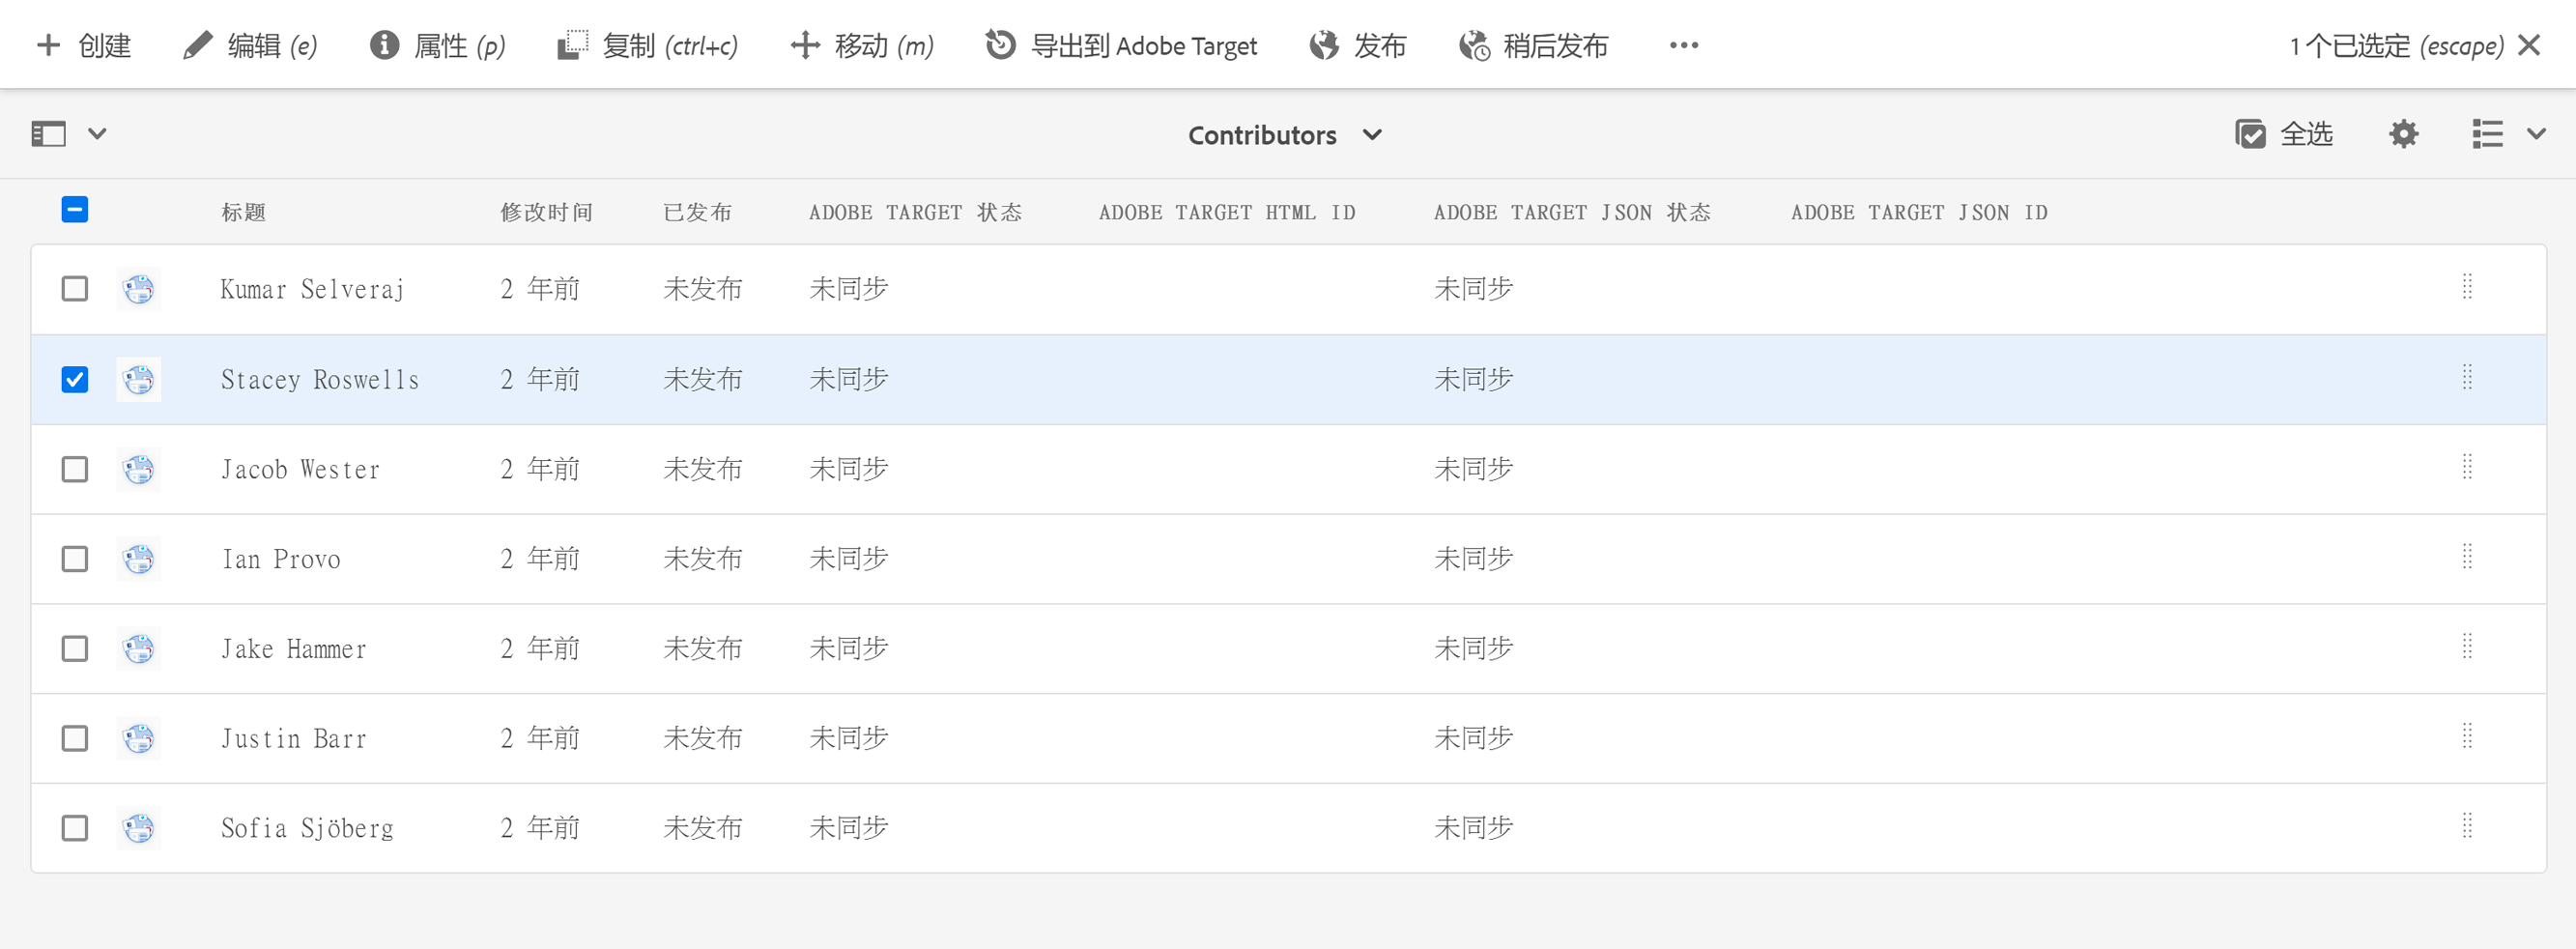 创建 编辑 (e) 属性 (p) 复制 (ctrl+c) 移动 (m) 导出到 Adobe Target 发布 稍后发布 ••• 1 个已选定 (escape)
Contributors 全选
标题 修改时间 已发布 ADOBE TARGET 状态 ADOBE TARGET HTML ID ADOBE TARGET JSON 状态 ADOBE TARGET JSON ID
Kumar Selveraj 2 年前 未发布 未同步 未同步
Stacey Roswells 2 年前 未发布 未同步 未同步
Jacob Wester 2 年前 未发布 未同步 未同步
Ian Provo 2 年前 未发布 未同步 未同步
Jake Hammer 2 年前 未发布 未同步 未同步
Justin Barr 2 年前 未发布 未同步 未同步
Sofia Sjöberg 2 年前 未发布 未同步 未同步